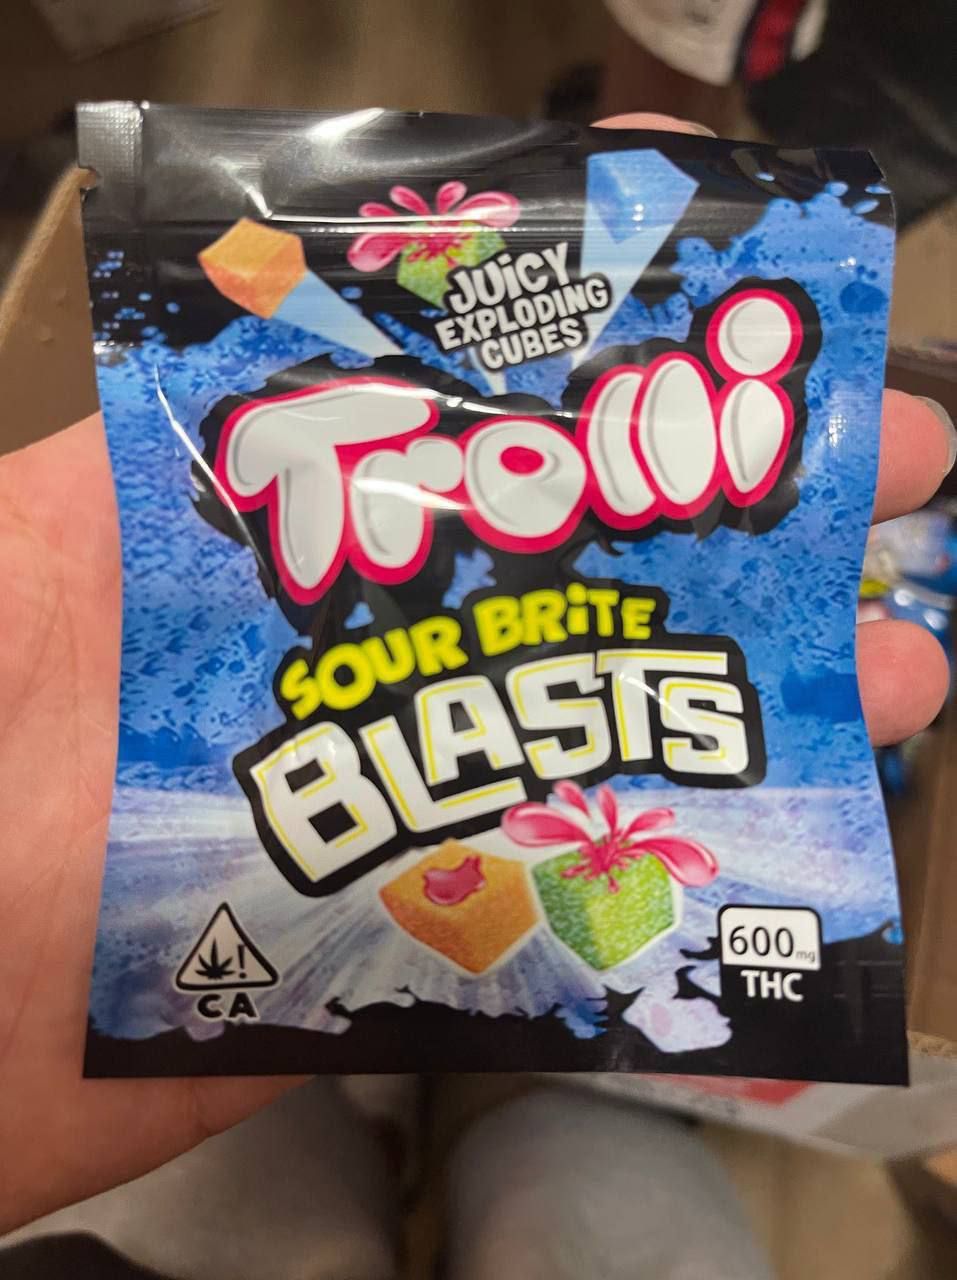 JUiCY
EXPLODING
CUBES
Trolli
SOUR BRiTE
BLASTS
!
CA
600mg
THC